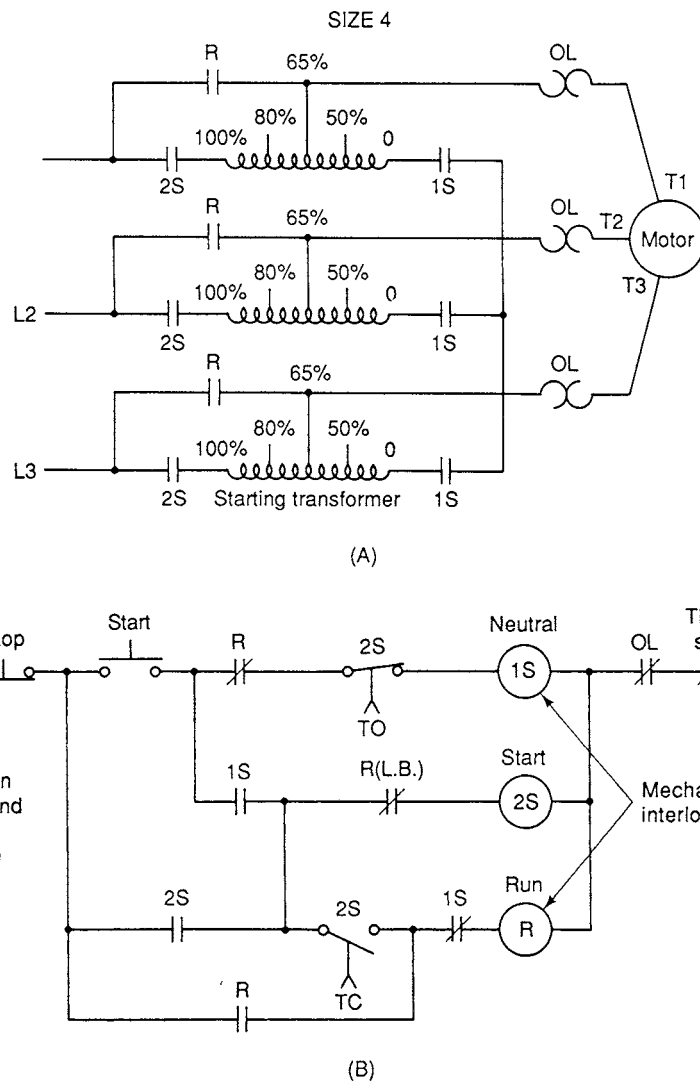 SIZE 4
R
65%
OL
80%
50%
100%
0
2S
1S
T1
R
65%
OL
T2
Motor
80%
50%
T3
100%
0
L2
2S
1S
R
65%
OL
80%
50%
100%
0
L3
2S
Starting transformer
1S
(A)
Start
R
2S
Neutral
OL
1S
TO
1S
R(L.B.)
Start
2S
2S
2S
1S
Run
R
TC
R
(B)